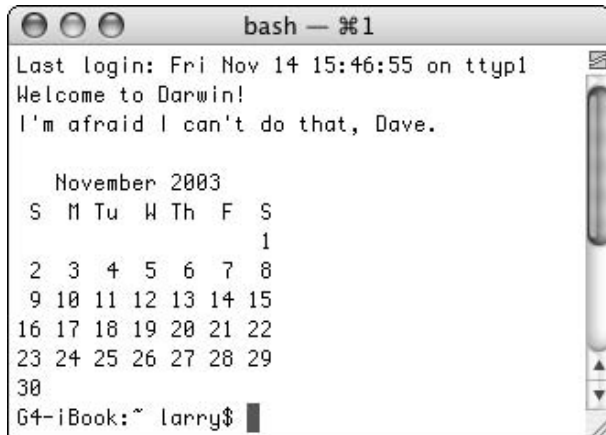 bash — ⌘1
Last login: Fri Nov 14 15:46:55 on ttyp1
Welcome to Darwin!
I'm afraid I can't do that, Dave.
November 2003
S M Tu W Th F S
1
2 3 4 5 6 7 8
9 10 11 12 13 14 15
16 17 18 19 20 21 22
23 24 25 26 27 28 29
30
G4-iBook:~ larry$